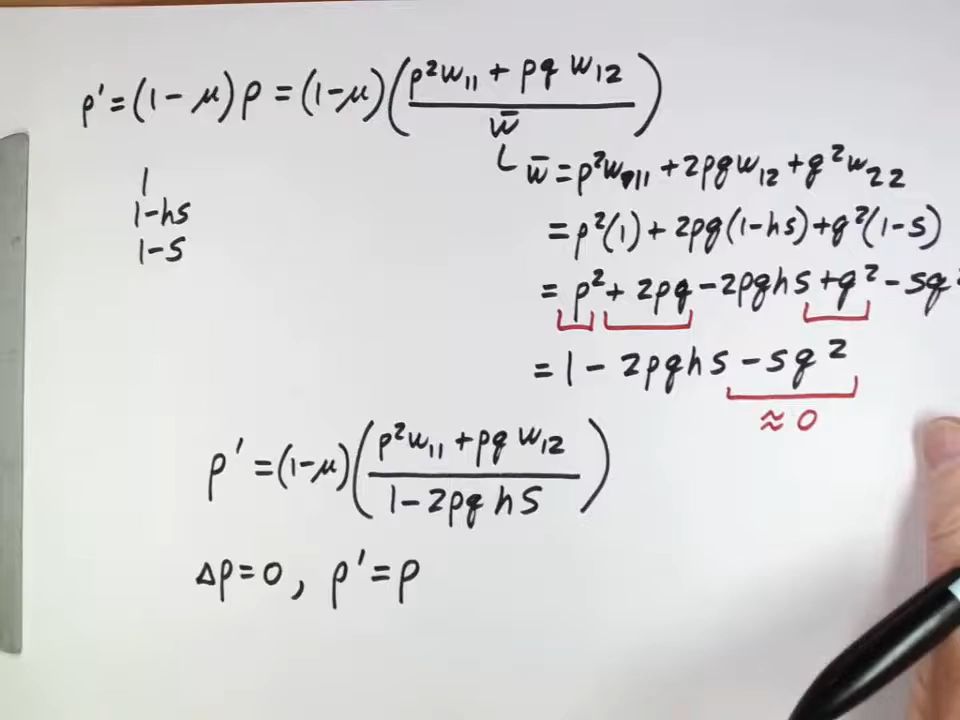 p' = (1-μ)p = (1-μ)(p²w₁₁ + pq w₁₂ / w̄)
w̄ = p²w₁₁ + 2pqw₁₂ + q²w₂₂
1
1-hs
= p²(1) + 2pq(1-hs) + q²(1-s)
1-s
= p² + 2pq - 2pqhs + q² - sq²
= 1 - 2pqhs - sq²
≈ 0
p' = (1-μ)(p²w₁₁ + pq w₁₂ / 1 - 2pq hs)
Δp = 0, p' = p